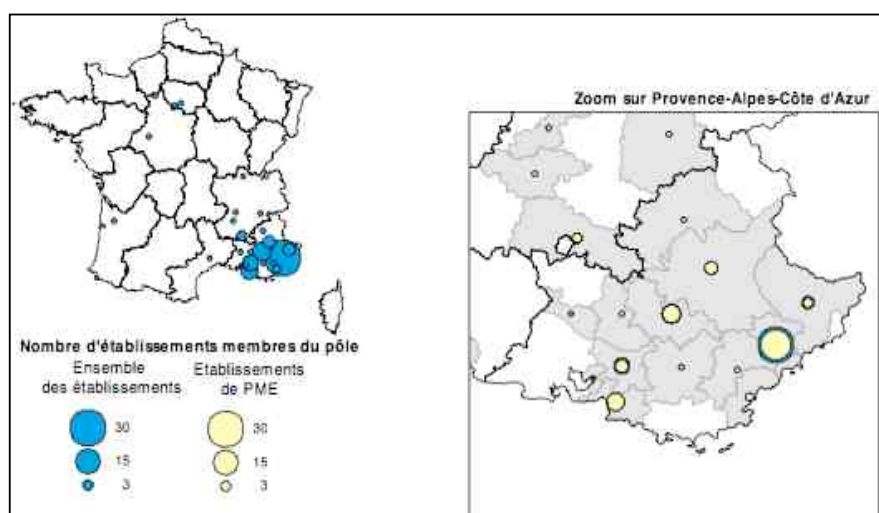 Zoom sur Provence-Alpes-Côte d'Azur
Nombre d'établissements membres du pôle
Ensemble
des établissements
Etablissements
de PME
30
30
15
15
3
3